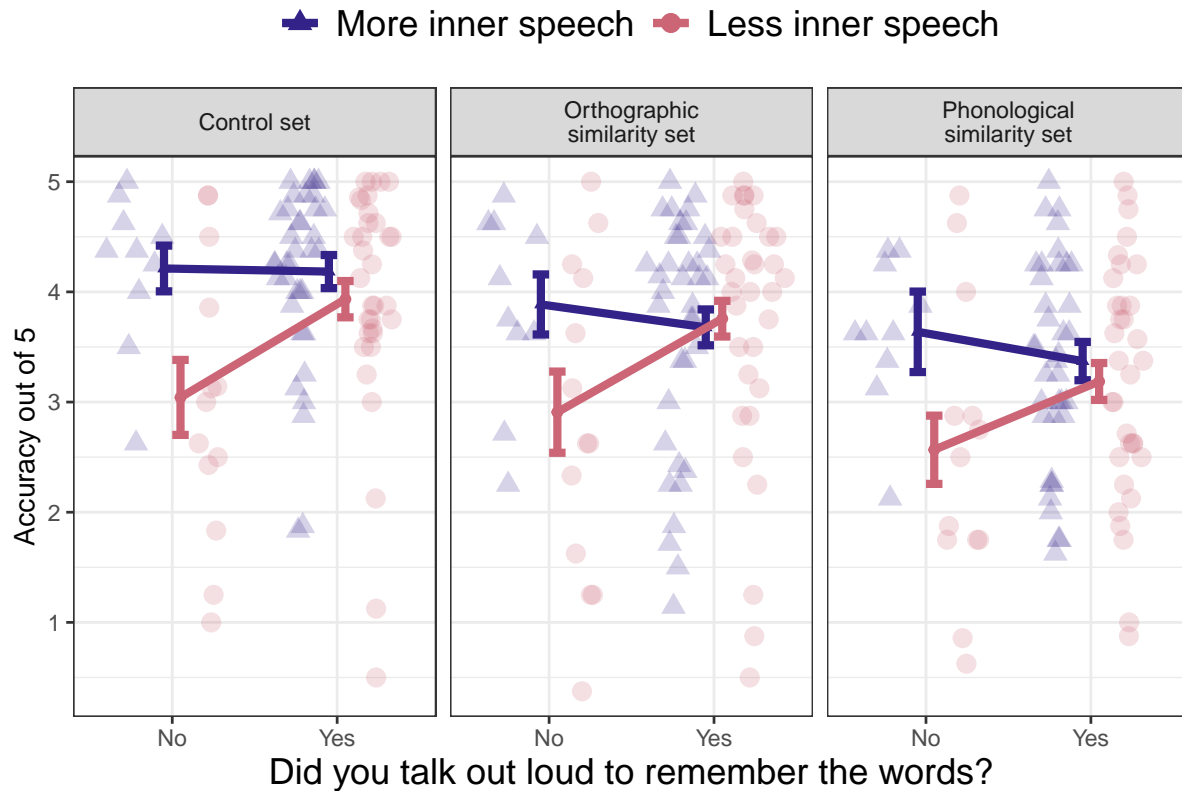 More inner speech Less inner speech
Control set
Orthographic
similarity set
Phonological
similarity set
Accuracy out of 5
5
4
3
2
1
No Yes No Yes No Yes
Did you talk out loud to remember the words?